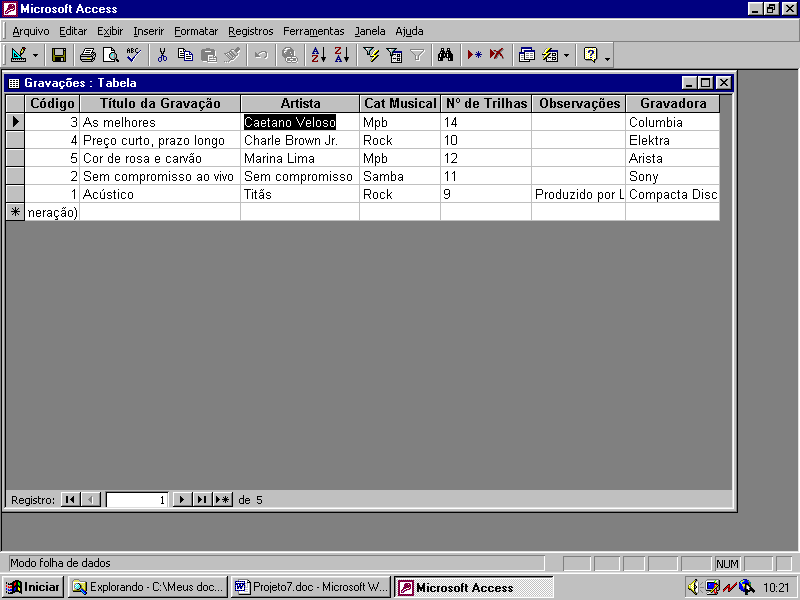 Microsoft Access
Arquivo Editar Exibir Inserir Formatar Registros Ferramentas Janela Ajuda
Gravações : Tabela
Código Título da Gravação Artista Cat Musical Nº de Trilhas Observações Gravadora
3 As melhores Caetano Veloso Mpb 14 Columbia
4 Preço curto, prazo longo Charle Brown Jr. Rock 10 Elektra
5 Cor de rosa e carvão Marina Lima Mpb 12 Arista
2 Sem compromisso ao vivo Sem compromisso Samba 11 Sony
1 Acústico Titãs Rock 9 Produzido por L Compacta Disc
neração)
Registro: 1 de 5
Modo folha de dados NUM
Iniciar Explorando - C:\Meus doc... Projeto7.doc - Microsoft W... Microsoft Access 10:21